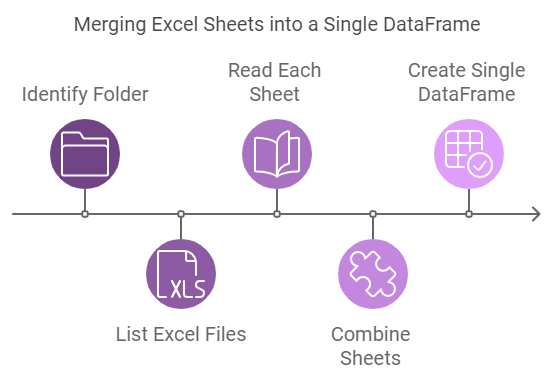 Merging Excel Sheets into a Single DataFrame
Identify Folder
Read Each
Sheet
Create Single
DataFrame
XLS
List Excel Files
Combine
Sheets